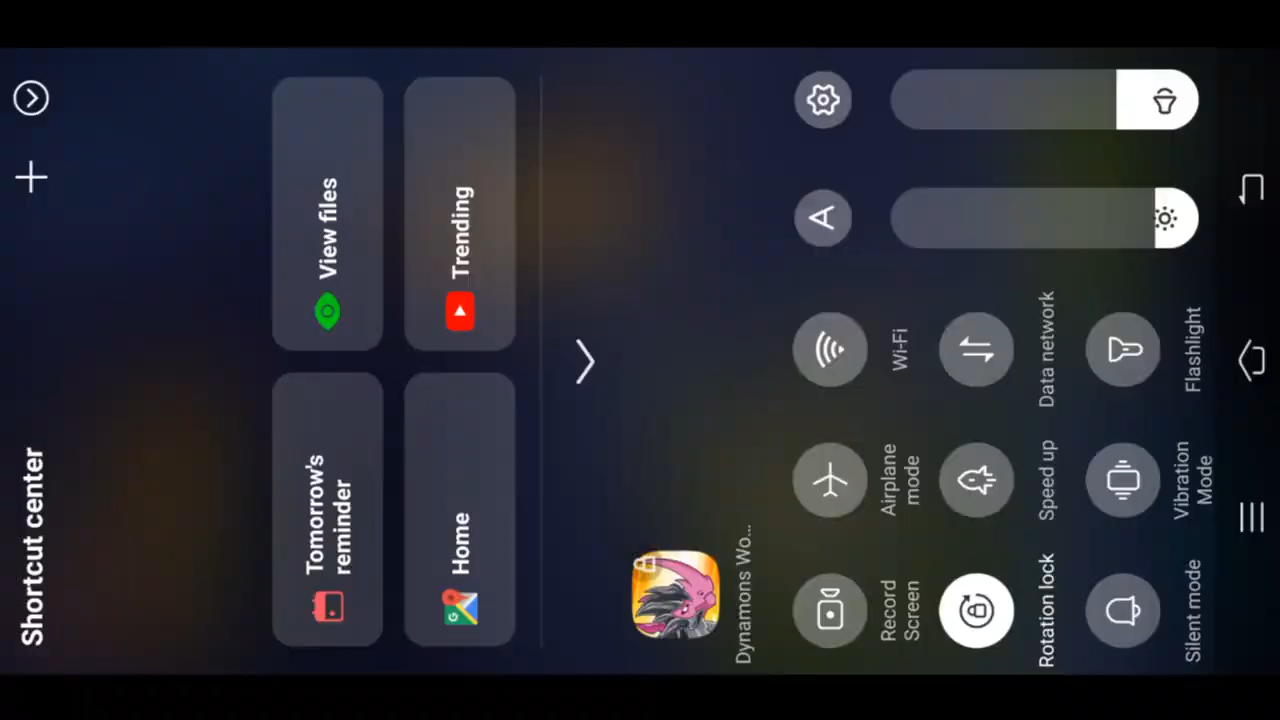 Shortcut center
Tomorrow's
reminder
View files
Home
Trending
Dynamons Wo...
Record
Screen
Airplane
mode
Wi-Fi
Rotation lock
Speed up
Data network
Silent mode
Vibration
Mode
Flashlight
A